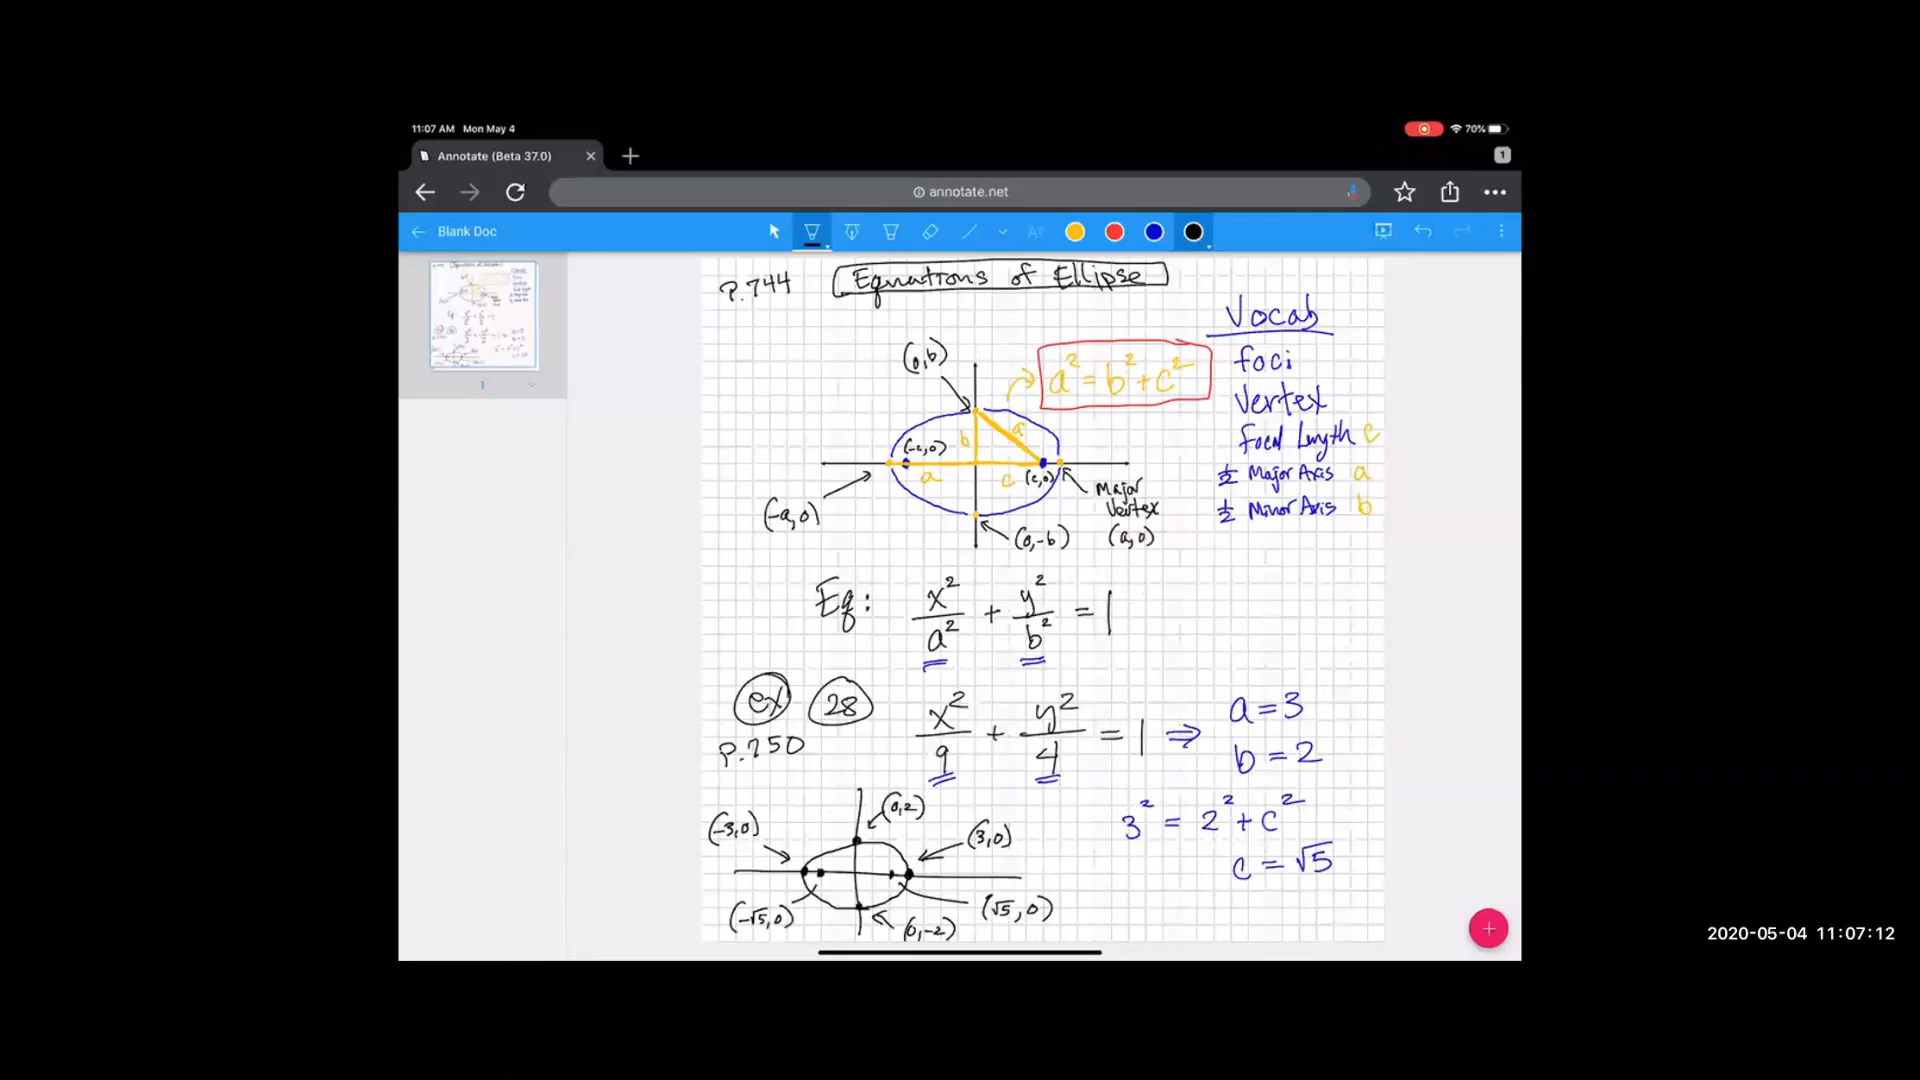 11:07 AM Mon May 4
70%
Annotate (Beta 37.0)
1
annotate.net
Blank Doc
1
P.744
Equations of Ellipse
Vocab
foci
Vertex
focal Length c
½ Major Axis a
½ Minor Axis b
(0,b)
a² = b² + c²
b
a
(-c,0)
a
c
(c,0)
Major
Vertex
(a,0)
(-a,0)
(0,-b)
Eq: x²/a² + y²/b² = 1
ex 28
P.750
x²/9 + y²/4 = 1 ⇒ a = 3
b = 2
3² = 2² + c²
c = √5
(0,2)
(-3,0)
(3,0)
(-√5,0)
(√5,0)
(0,-2)
2020-05-04 11:07:12